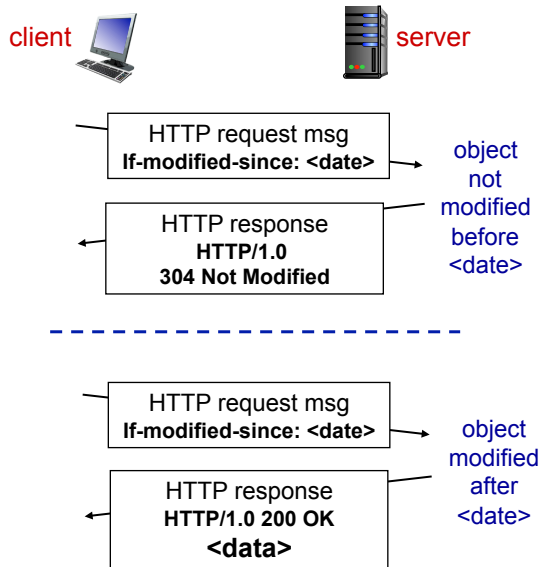 client
server
HTTP request msg
If-modified-since: <date>
object
not
modified
before
<date>
HTTP response
HTTP/1.0
304 Not Modified
HTTP request msg
If-modified-since: <date>
object
modified
after
<date>
HTTP response
HTTP/1.0 200 OK
<data>